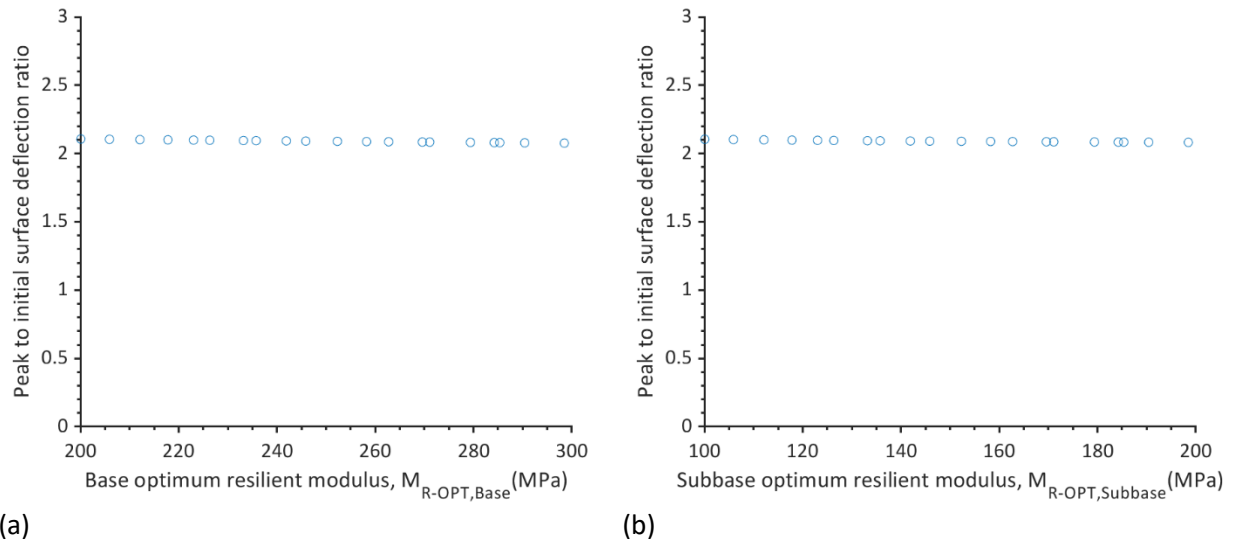 3
2.5
2
1.5
1
0.5
0
Peak to initial surface deflection ratio
200 220 240 260 280 300
Base optimum resilient modulus, M R-OPT,Base (MPa)
(a)
3
2.5
2
1.5
1
0.5
0
Peak to initial surface deflection ratio
100 120 140 160 180 200
Subbase optimum resilient modulus, M R-OPT,Subbase (MPa)
(b)